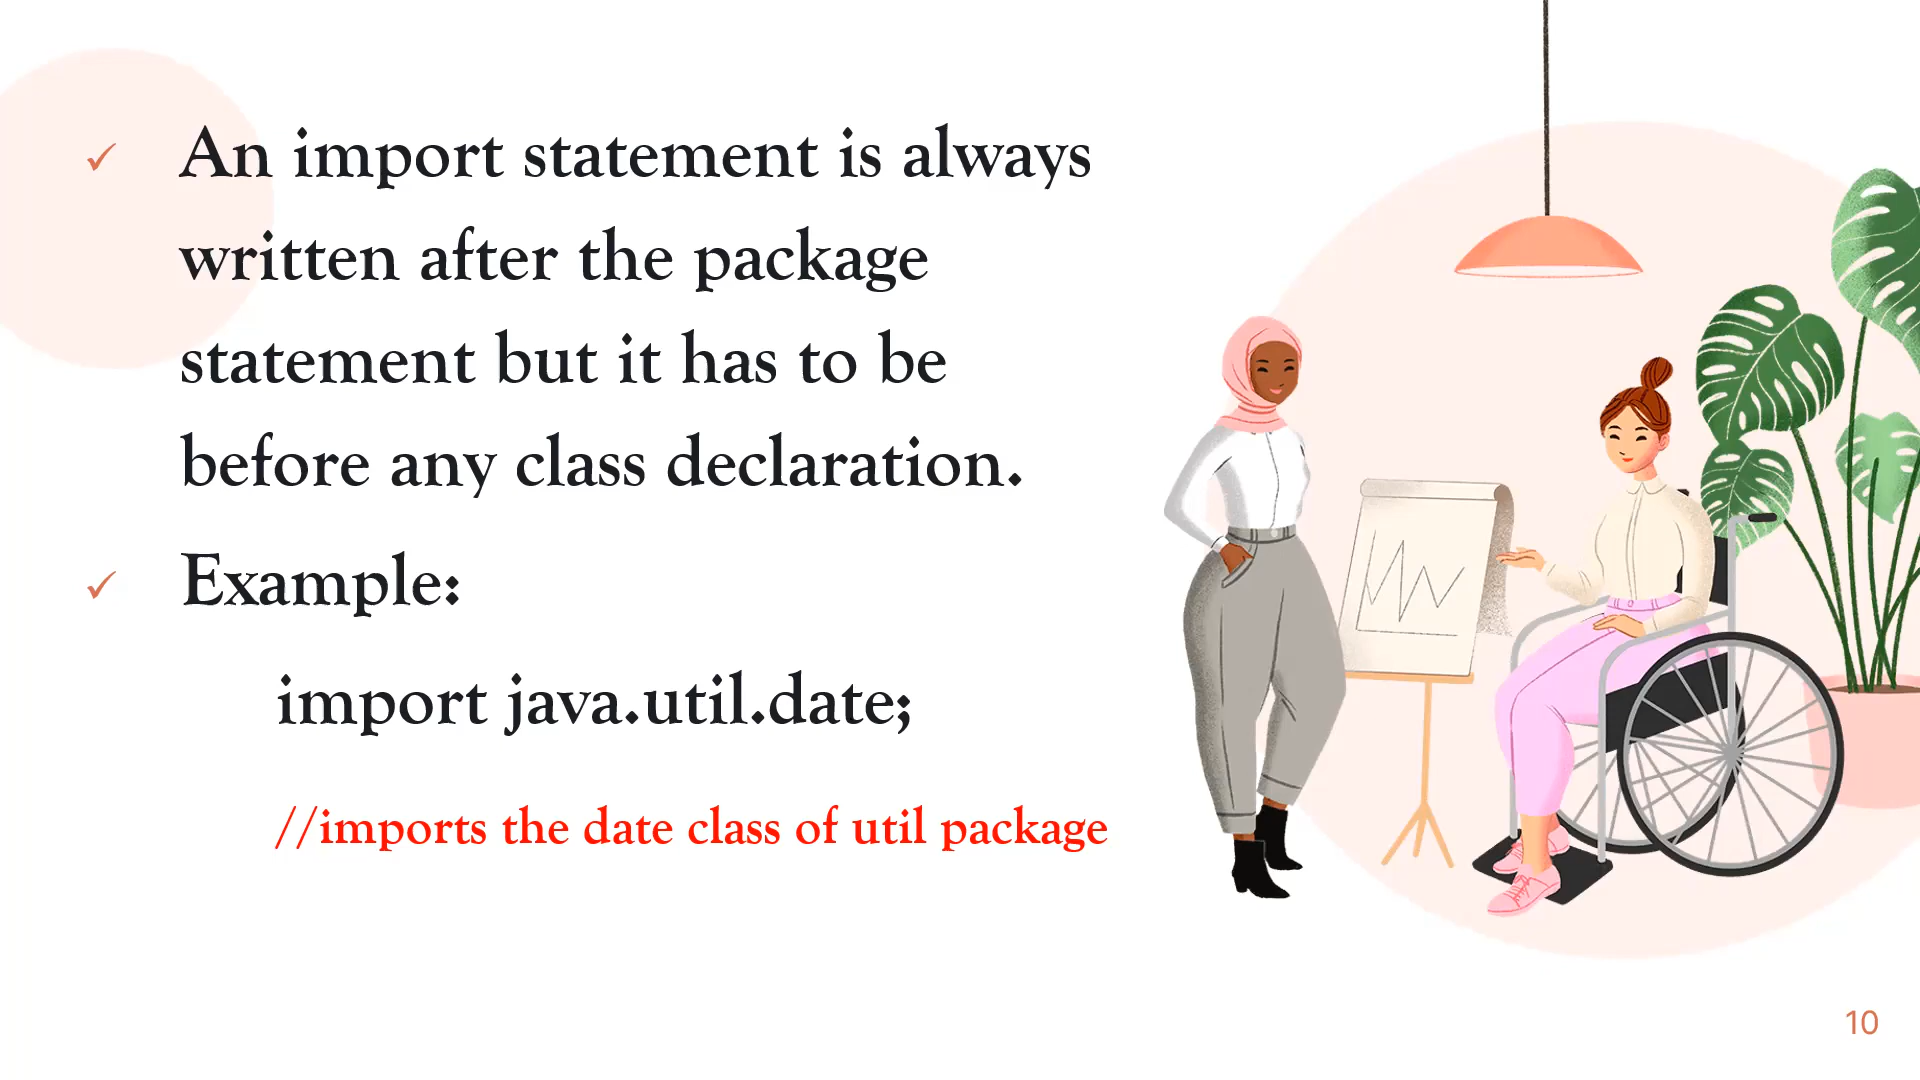 An import statement is always
written after the package
statement but it has to be
before any class declaration.
Example:
import java.util.date;
//imports the date class of util package
10